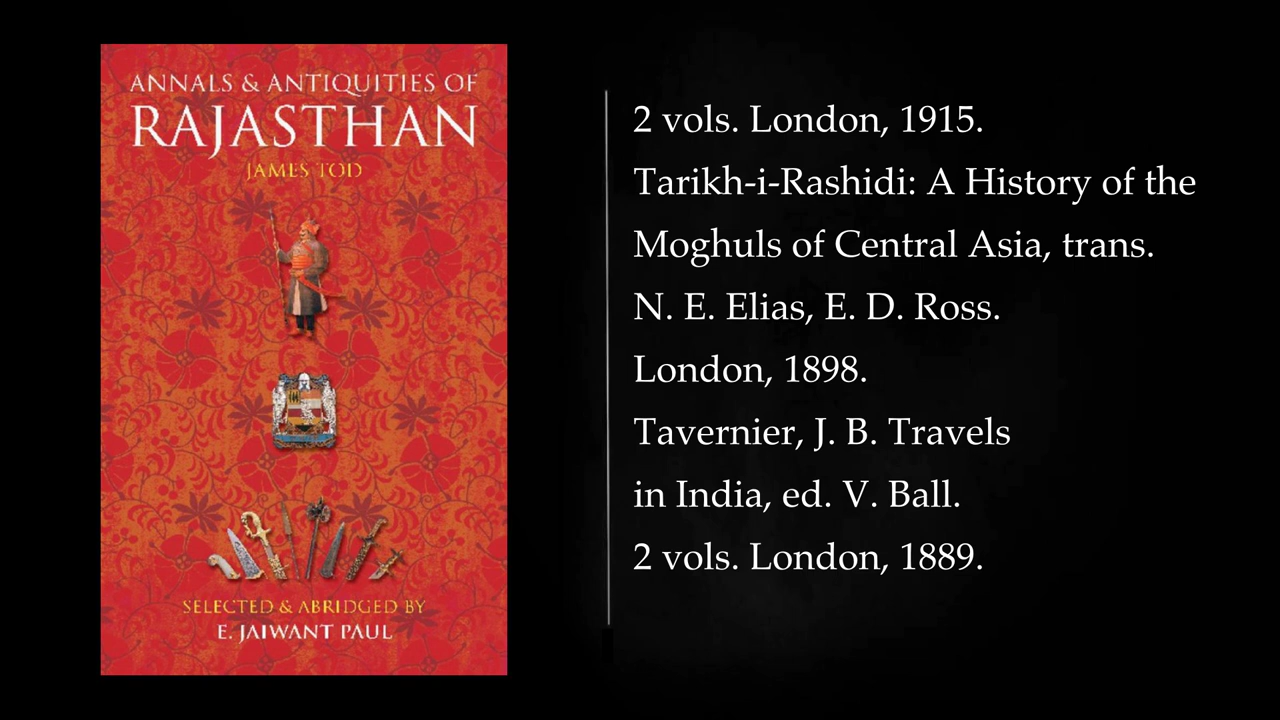 ANNALS & ANTIQUITIES OF
RAJASTHAN
JAMES TOD
SELECTED & ABRIDGED BY
E. JAIWANT PAUL
2 vols. London, 1915.
Tarikh-i-Rashidi: A History of the
Moghuls of Central Asia, trans.
N. E. Elias, E. D. Ross.
London, 1898.
Tavernier, J. B. Travels
in India, ed. V. Ball.
2 vols. London, 1889.